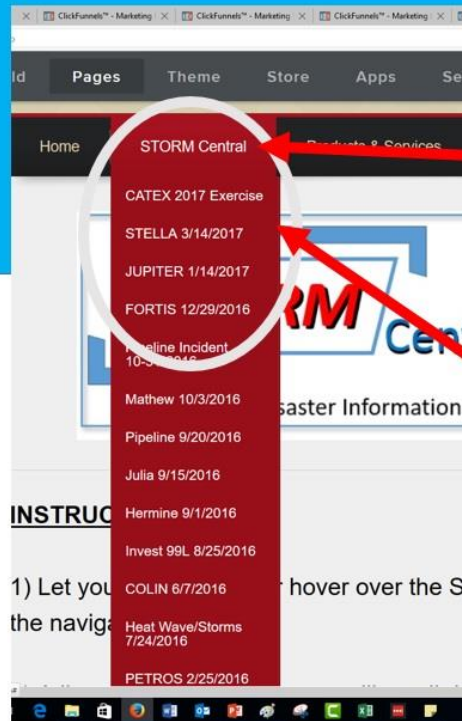 ClickFunnels™ - Marketing
ClickFunnels™ - Marketing
ClickFunnels™ - Marketing
ld Pages Theme Store Apps Se
Home STORM Central Products & Services
CATEX 2017 Exercise
STELLA 3/14/2017
JUPITER 1/14/2017
FORTIS 12/29/2016
Pipeline Incident
Mathew 10/3/2016
Pipeline 9/20/2016
Julia 9/15/2016
Hermine 9/1/2016
Invest 99L 8/25/2016
COLIN 6/7/2016
Heat Wave/Storms
7/24/2016
PETROS 2/25/2016
RM Cen
saster Information
INSTRUC
1) Let you r hover over the S
the naviga